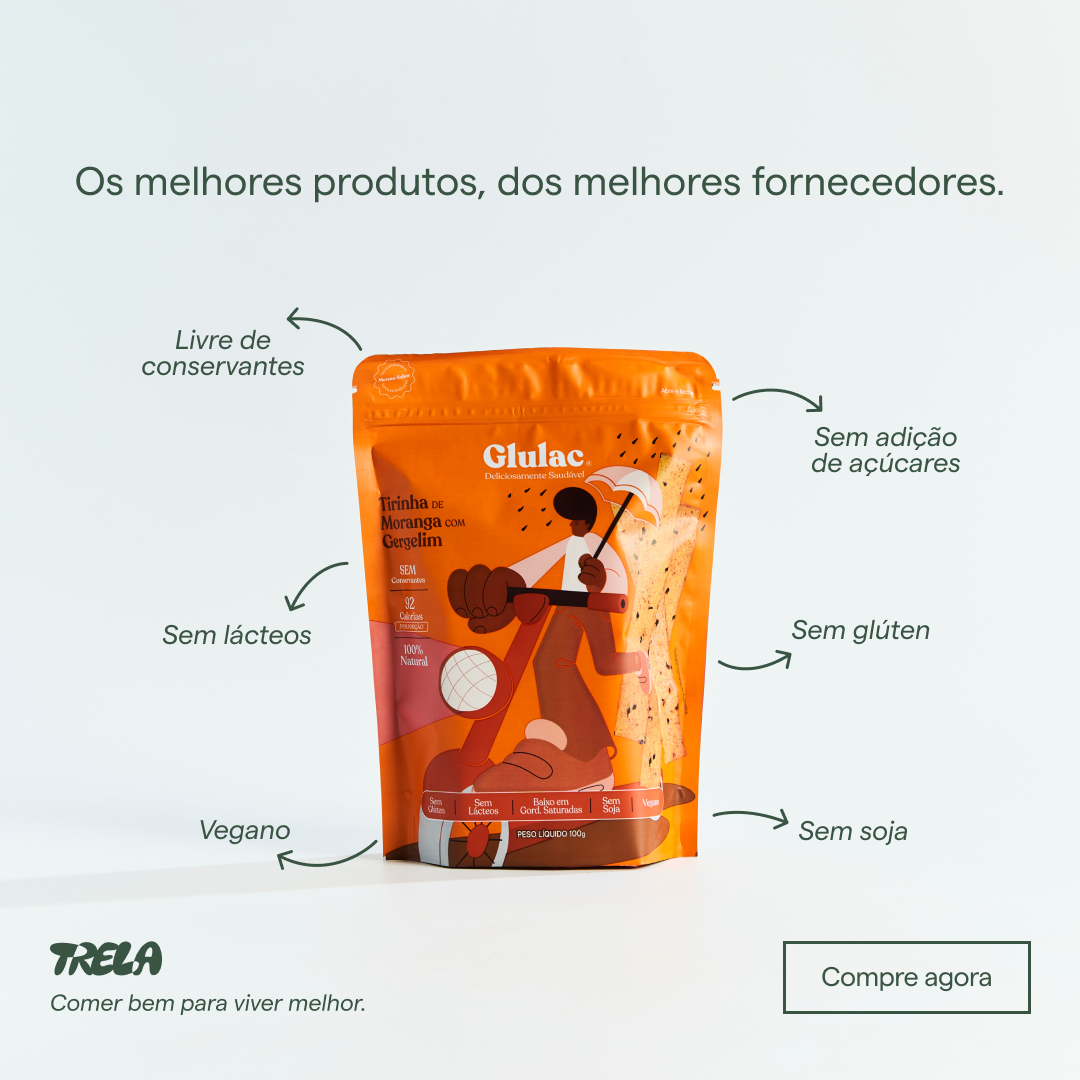 Os melhores produtos, dos melhores fornecedores.
Livre de
conservantes
Sem adição
de açúcares
Sem lácteos
Sem glúten
Vegano
Sem soja
Glulac
Deliciosamente Saudável
Tirinha DE
Moranga COM
Gergelim
SEM
Conservantes
92
Calorias
100%
Natural
Sem
Glúten
Sem
Lácteos
Baixo em
Gord. Saturadas
Sem
Soja
Vegano
PESO LÍQUIDO 100g
TRELA
Comer bem para viver melhor.
Compre agora